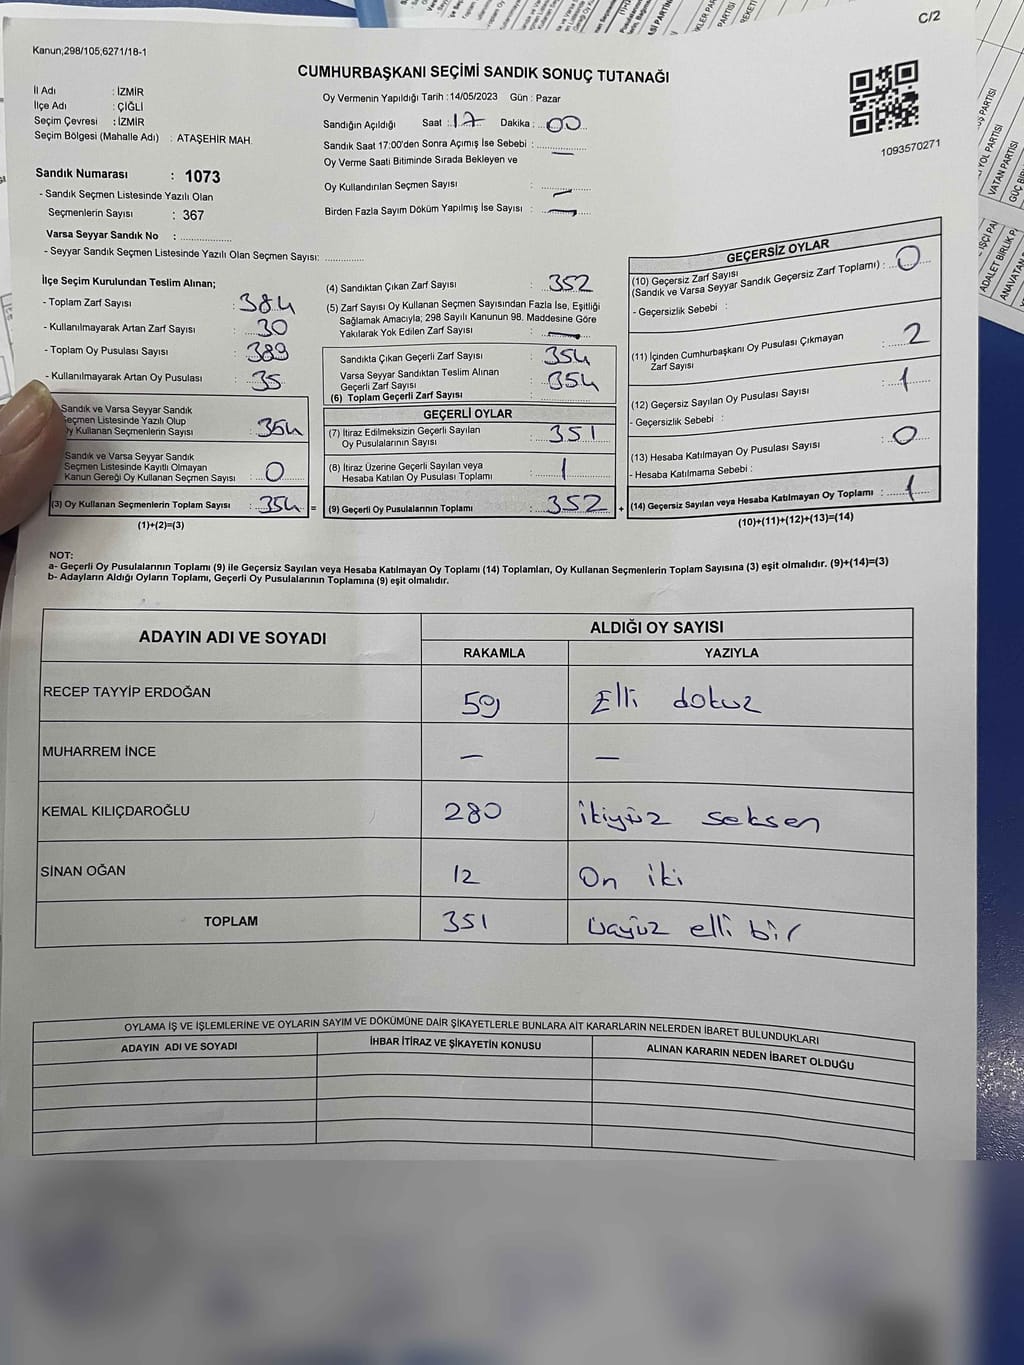 C/2
Kanun;298/105,6271/18-1
CUMHURBAŞKANI SEÇİMİ SANDIK SONUÇ TUTANAĞI
İl Adı : İZMİR
İlçe Adı : ÇİĞLİ
Seçim Çevresi : İZMİR
Seçim Bölgesi (Mahalle Adı) : ATAŞEHİR MAH.
Oy Vermenin Yapıldığı Tarih : 14/05/2023 Gün : Pazar
Sandığın Açıldığı Saat : 17 Dakika : 00
Sandık Saat 17:00'den Sonra Açımış İse Sebebi : —
Oy Verme Saati Bitiminde Sırada Bekleyen ve
Oy Kullandırılan Seçmen Sayısı : —
Birden Fazla Sayım Döküm Yapılmış İse Sayısı : —
1093570271
Sandık Numarası : 1073
- Sandık Seçmen Listesinde Yazılı Olan
Seçmenlerin Sayısı : 367
Varsa Seyyar Sandık No : ..................
- Seyyar Sandık Seçmen Listesinde Yazılı Olan Seçmen Sayısı: ..............
İlçe Seçim Kurulundan Teslim Alınan;
- Toplam Zarf Sayısı : 384
- Kullanılmayarak Artan Zarf Sayısı : 30
- Toplam Oy Pusulası Sayısı : 389
- Kullanılmayarak Artan Oy Pusulası : 35
Sandık ve Varsa Seyyar Sandık
Seçmen Listesinde Yazılı Olup
Oy Kullanan Seçmenlerin Sayısı : 354
Sandık ve Varsa Seyyar Sandık
Seçmen Listesinde Kayıtlı Olmayan
Kanun Gereği Oy Kullanan Seçmen Sayısı : 0
(3) Oy Kullanan Seçmenlerin Toplam Sayısı : 354 =
(1)+(2)=(3)
(4) Sandıktan Çıkan Zarf Sayısı : 352
(5) Zarf Sayısı Oy Kullanan Seçmen Sayısından Fazla İse, Eşitliği
Sağlamak Amacıyla; 298 Sayılı Kanunun 98. Maddesine Göre
Yakılarak Yok Edilen Zarf Sayısı : —
Sandıkta Çıkan Geçerli Zarf Sayısı : 354
Varsa Seyyar Sandıktan Teslim Alınan
Geçerli Zarf Sayısı : 354
(6) Toplam Geçerli Zarf Sayısı
GEÇERLİ OYLAR
(7) İtiraz Edilmeksizin Geçerli Sayılan
Oy Pusulalarının Sayısı : 351
(8) İtiraz Üzerine Geçerli Sayılan veya
Hesaba Katılan Oy Pusulası Toplamı : 1
(9) Geçerli Oy Pusulalarının Toplamı : 352 +
GEÇERSİZ OYLAR
(10) Geçersiz Zarf Sayısı
(Sandık ve Varsa Seyyar Sandık Geçersiz Zarf Toplamı) : 0
- Geçersizlik Sebebi :
(11) İçinden Cumhurbaşkanı Oy Pusulası Çıkmayan
Zarf Sayısı : 2
(12) Geçersiz Sayılan Oy Pusulası Sayısı : 1
- Geçersizlik Sebebi :
(13) Hesaba Katılmayan Oy Pusulası Sayısı : 0
- Hesaba Katılmama Sebebi :
(14) Geçersiz Sayılan veya Hesaba Katılmayan Oy Toplamı : 1
(10)+(11)+(12)+(13)=(14)
NOT:
a- Geçerli Oy Pusulalarının Toplamı (9) ile Geçersiz Sayılan veya Hesaba Katılmayan Oy Toplamı (14) Toplamları, Oy Kullanan Seçmenlerin Toplam Sayısına (3) eşit olmalıdır. (9)+(14)=(3)
b- Adayların Aldığı Oyların Toplamı, Geçerli Oy Pusulalarının Toplamına (9) eşit olmalıdır.
ADAYIN ADI VE SOYADI
ALDIĞI OY SAYISI
RAKAMLA YAZIYLA
RECEP TAYYİP ERDOĞAN 59 Elli dokuz
MUHARREM İNCE — —
KEMAL KILIÇDAROĞLU 280 ikiyüz seksen
SİNAN OĞAN 12 On iki
TOPLAM 351 üçyüz elli bir
OYLAMA İŞ VE İŞLEMLERİNE VE OYLARIN SAYIM VE DÖKÜMÜNE DAİR ŞİKAYETLERLE BUNLARA AİT KARARLARIN NELERDEN İBARET BULUNDUKLARI
ADAYIN ADI VE SOYADI İHBAR İTİRAZ VE ŞİKAYETİN KONUSU ALINAN KARARIN NEDEN İBARET OLDUĞU
VATAN PARTİSİ
ADALET BİRLİK P